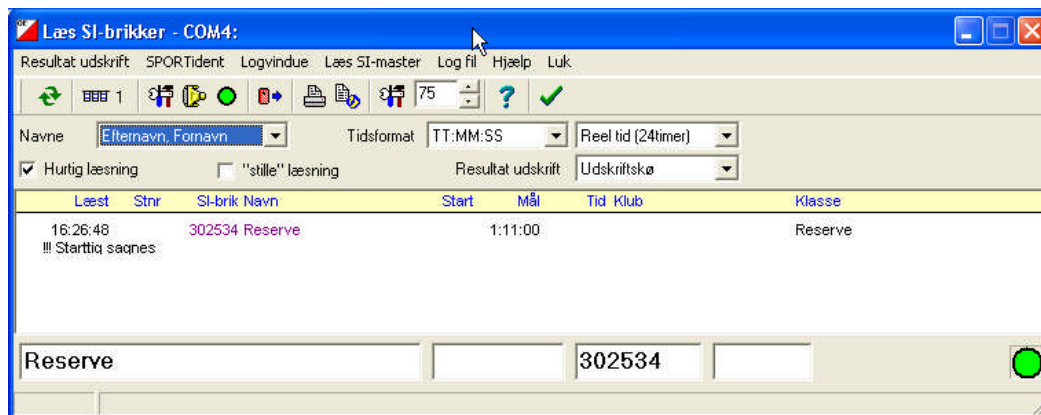 Læs SI-brikker - COM4:
Resultat udskrift SPORTident Logvindue Læs SI-master Log fil Hjælp Luk
1 75
Navne Efternavn, Fornavn Tidsformat TT:MM:SS Reel tid (24timer)
Hurtig læsning "stille" læsning Resultat udskrift Udskriftskø
Læst Stnr SI-brik Navn Start Mål Tid Klub Klasse
16:26:48 302534 Reserve 1:11:00 Reserve
!!! Starttig sagnes
Reserve 302534